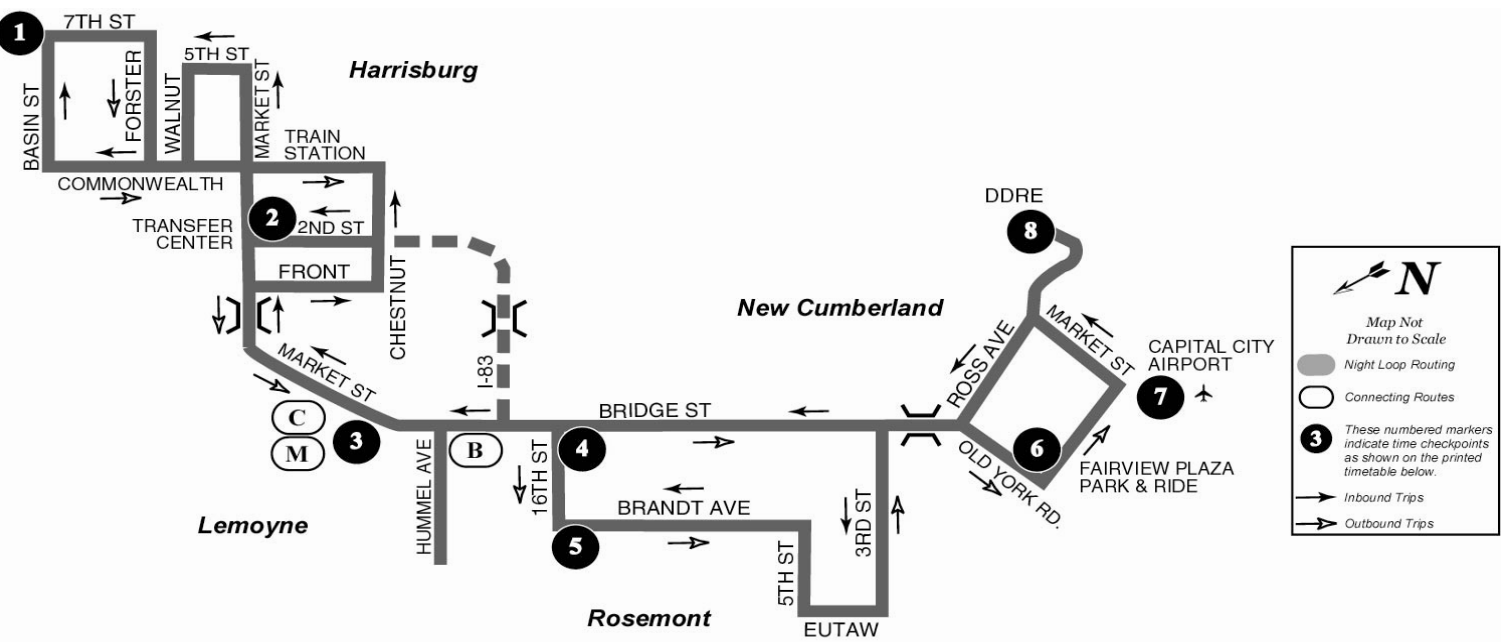 1
7TH ST
BASIN ST
FORSTER
WALNUT
5TH ST
MARKET ST
Harrisburg
TRAIN
STATION
COMMONWEALTH
TRANSFER
CENTER
2
2ND ST
FRONT
CHESTNUT
I-83
MARKET ST
C
M
3
HUMMEL AVE
B
Lemoyne
BRIDGE ST
4
16TH ST
BRANDT AVE
5
5TH ST
3RD ST
EUTAW
Rosemont
New Cumberland
DDRE
8
ROSS AVE
MARKET ST
CAPITAL CITY
AIRPORT
7
6
OLD YORK RD.
FAIRVIEW PLAZA
PARK & RIDE
N
Map Not
Drawn to Scale
Night Loop Routing
Connecting Routes
3
These numbered markers
indicate time checkpoints
as shown on the printed
timetable below.
Inbound Trips
Outbound Trips